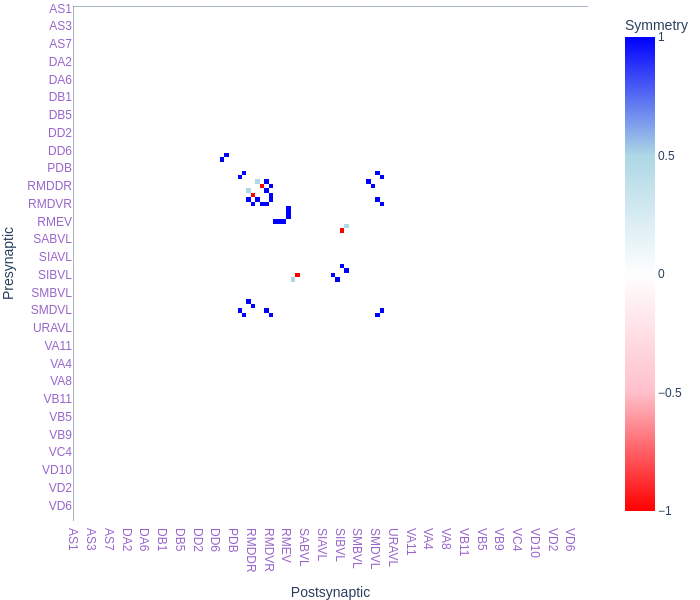 Symmetry
1
0.5
0
−0.5
−1
Presynaptic
AS1
AS3
AS7
DA2
DA6
DB1
DB5
DD2
DD6
PDB
RMDDR
RMDVR
RMEV
SABVL
SIAVL
SIBVL
SMBVL
SMDVL
URAVL
VA11
VA4
VA8
VB11
VB5
VB9
VC4
VD10
VD2
VD6
AS1
AS3
AS7
DA2
DA6
DB1
DB5
DD2
DD6
PDB
RMDDR
RMDVR
RMEV
SABVL
SIAVL
SIBVL
SMBVL
SMDVL
URAVL
VA11
VA4
VA8
VB11
VB5
VB9
VC4
VD10
VD2
VD6
Postsynaptic